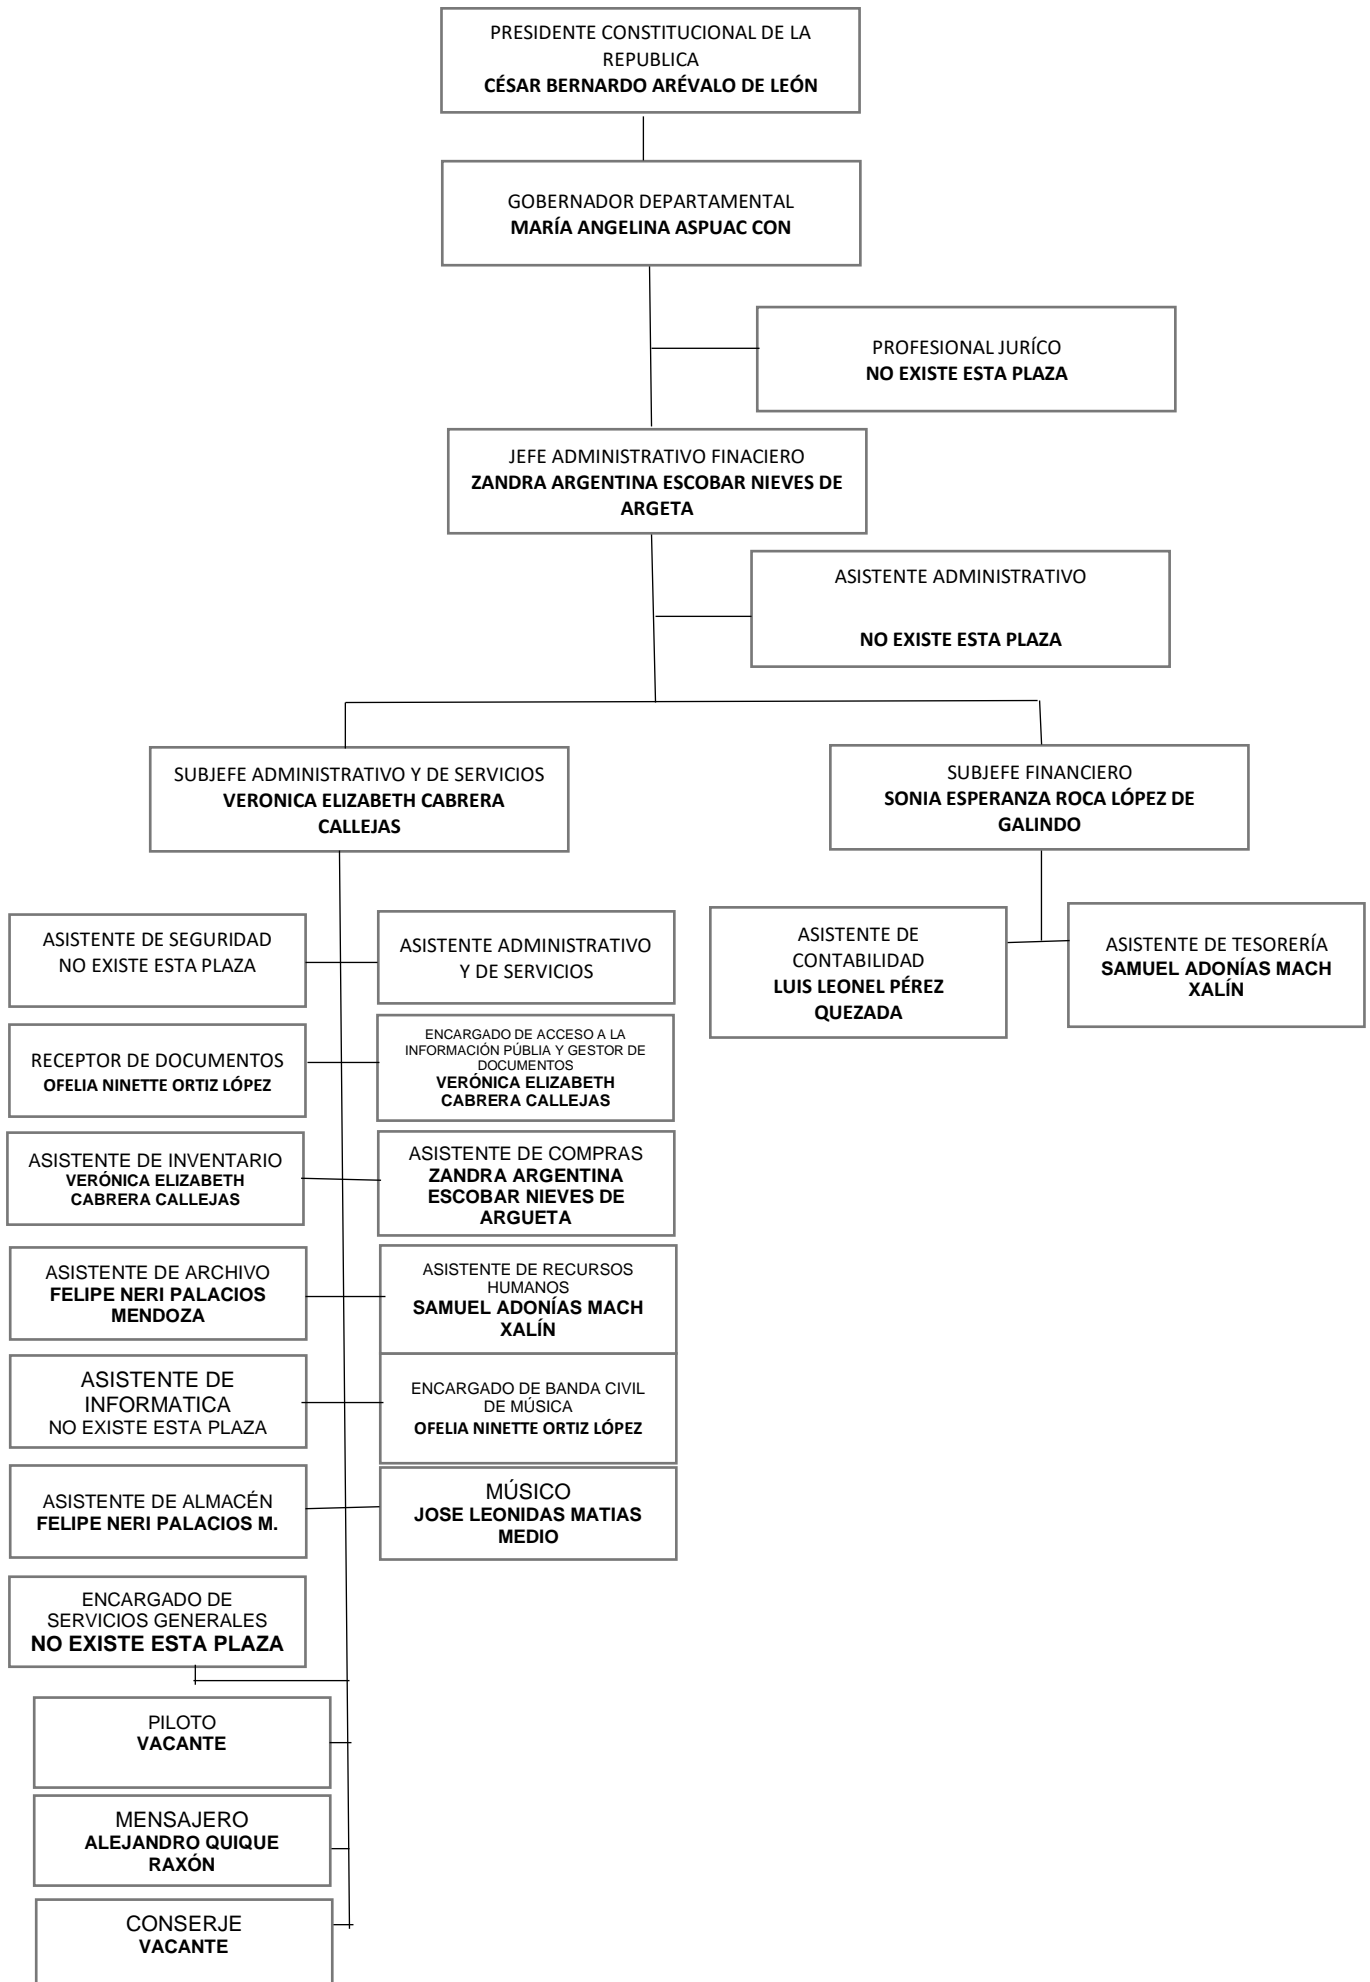 PRESIDENTE CONSTITUCIONAL DE LA
REPUBLICA
CÉSAR BERNARDO ARÉVALO DE LEÓN
GOBERNADOR DEPARTAMENTAL
MARÍA ANGELINA ASPUAC CON
PROFESIONAL JURÍCO
NO EXISTE ESTA PLAZA
JEFE ADMINISTRATIVO FINACIERO
ZANDRA ARGENTINA ESCOBAR NIEVES DE
ARGETA
ASISTENTE ADMINISTRATIVO
NO EXISTE ESTA PLAZA
SUBJEFE ADMINISTRATIVO Y DE SERVICIOS
VERONICA ELIZABETH CABRERA
CALLEJAS
SUBJEFE FINANCIERO
SONIA ESPERANZA ROCA LÓPEZ DE
GALINDO
ASISTENTE DE SEGURIDAD
NO EXISTE ESTA PLAZA
ASISTENTE ADMINISTRATIVO
Y DE SERVICIOS
ASISTENTE DE
CONTABILIDAD
LUIS LEONEL PÉREZ
QUEZADA
ASISTENTE DE TESORERÍA
SAMUEL ADONÍAS MACH
XALÍN
RECEPTOR DE DOCUMENTOS
OFELIA NINETTE ORTIZ LÓPEZ
ENCARGADO DE ACCESO A LA
INFORMACIÓN PÚBLIA Y GESTOR DE
DOCUMENTOS
VERÓNICA ELIZABETH
CABRERA CALLEJAS
ASISTENTE DE INVENTARIO
VERÓNICA ELIZABETH
CABRERA CALLEJAS
ASISTENTE DE COMPRAS
ZANDRA ARGENTINA
ESCOBAR NIEVES DE
ARGUETA
ASISTENTE DE ARCHIVO
FELIPE NERI PALACIOS
MENDOZA
ASISTENTE DE RECURSOS
HUMANOS
SAMUEL ADONÍAS MACH
XALÍN
ASISTENTE DE
INFORMATICA
NO EXISTE ESTA PLAZA
ENCARGADO DE BANDA CIVIL
DE MÚSICA
OFELIA NINETTE ORTIZ LÓPEZ
ASISTENTE DE ALMACÉN
FELIPE NERI PALACIOS M.
MÚSICO
JOSE LEONIDAS MATIAS
MEDIO
ENCARGADO DE
SERVICIOS GENERALES
NO EXISTE ESTA PLAZA
PILOTO
VACANTE
MENSAJERO
ALEJANDRO QUIQUE
RAXÓN
CONSERJE
VACANTE